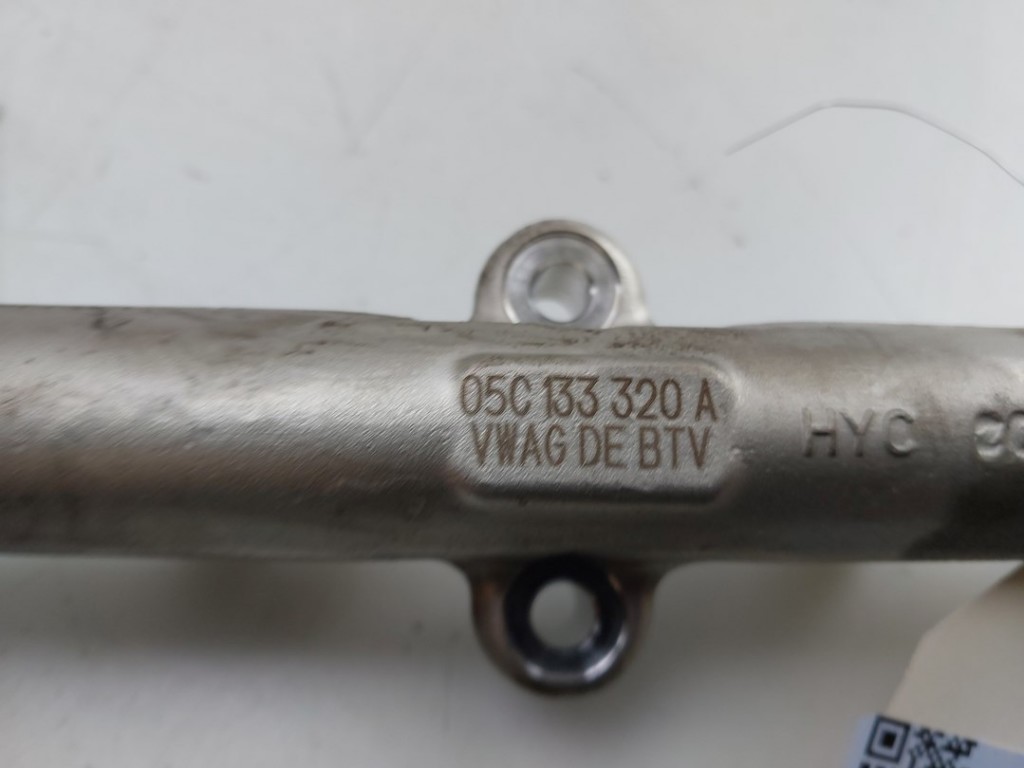 05C 133 320 A
VWAG DE BTV
HYC